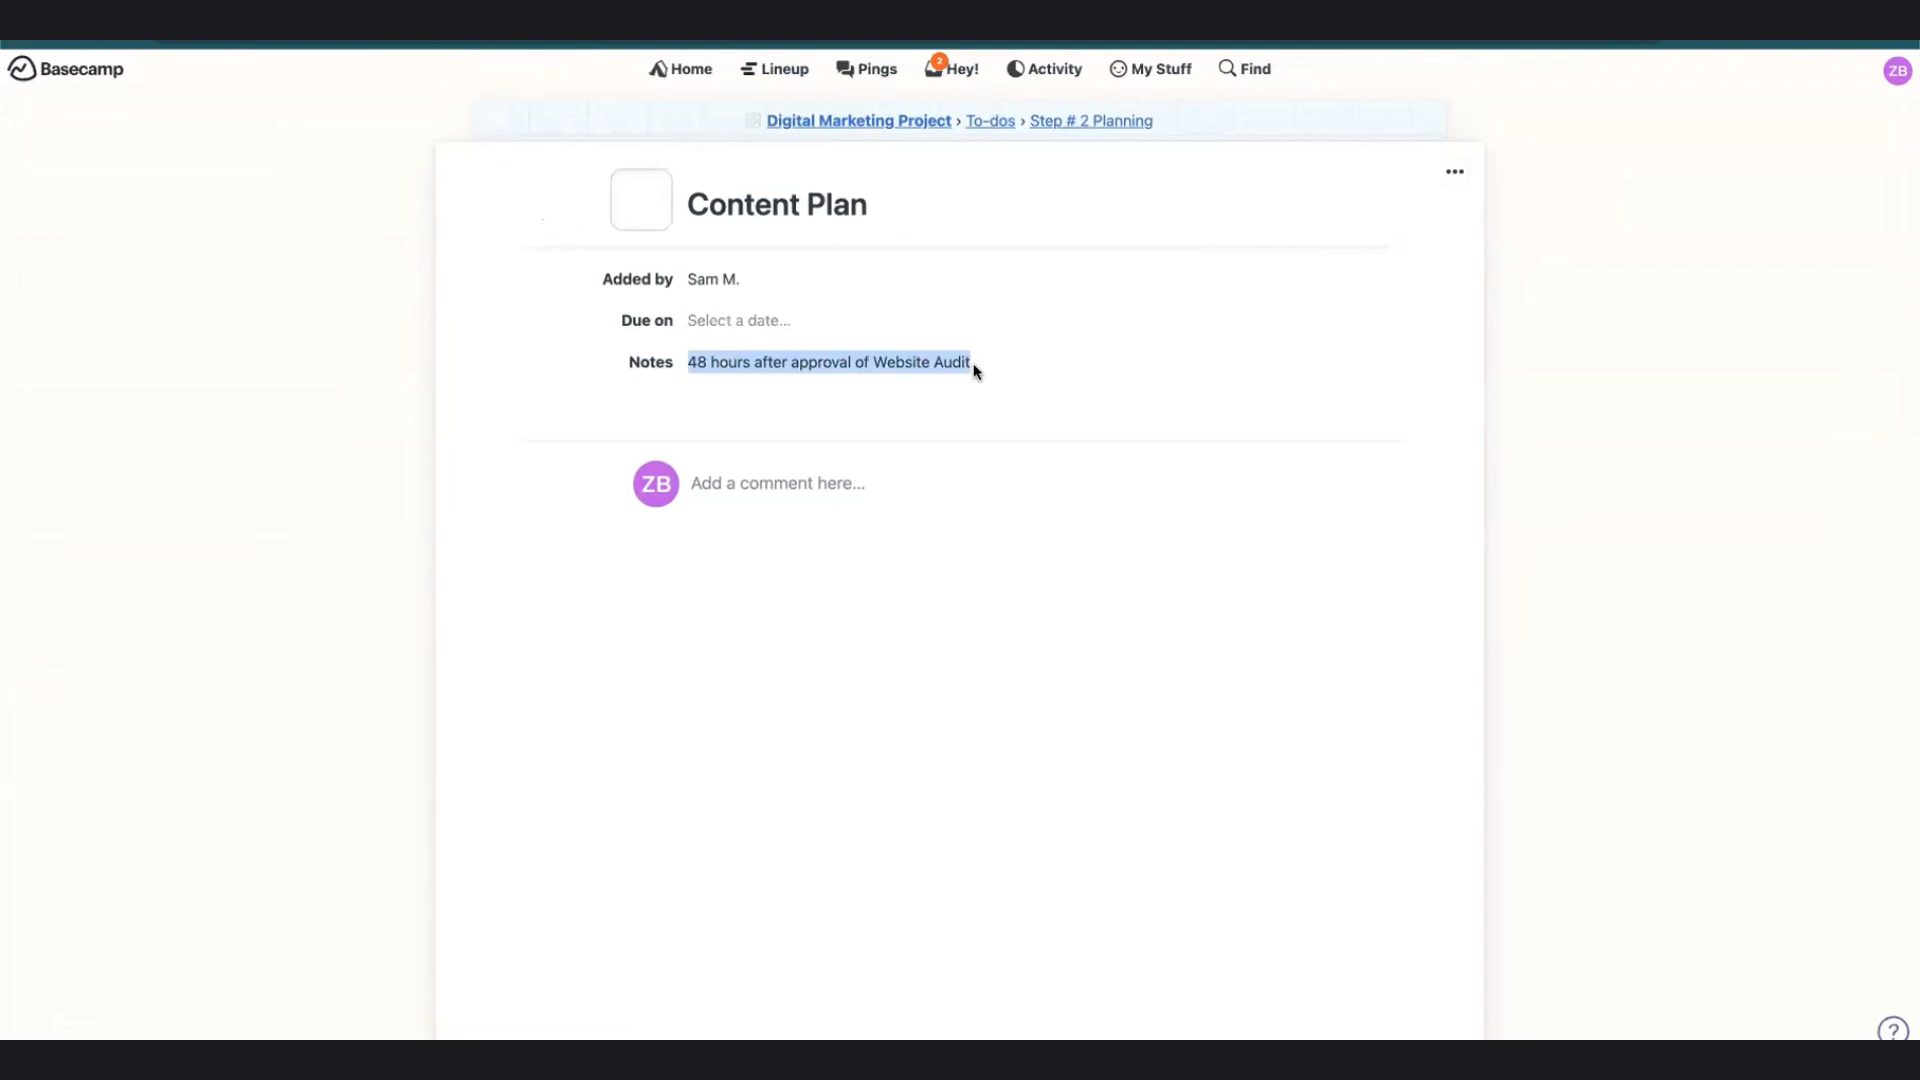 Basecamp
Home Lineup Pings 2 Hey! Activity My Stuff Find
ZB
Digital Marketing Project › To-dos › Step # 2 Planning
Content Plan
Added by Sam M.
Due on Select a date...
Notes 48 hours after approval of Website Audit
ZB Add a comment here...
?